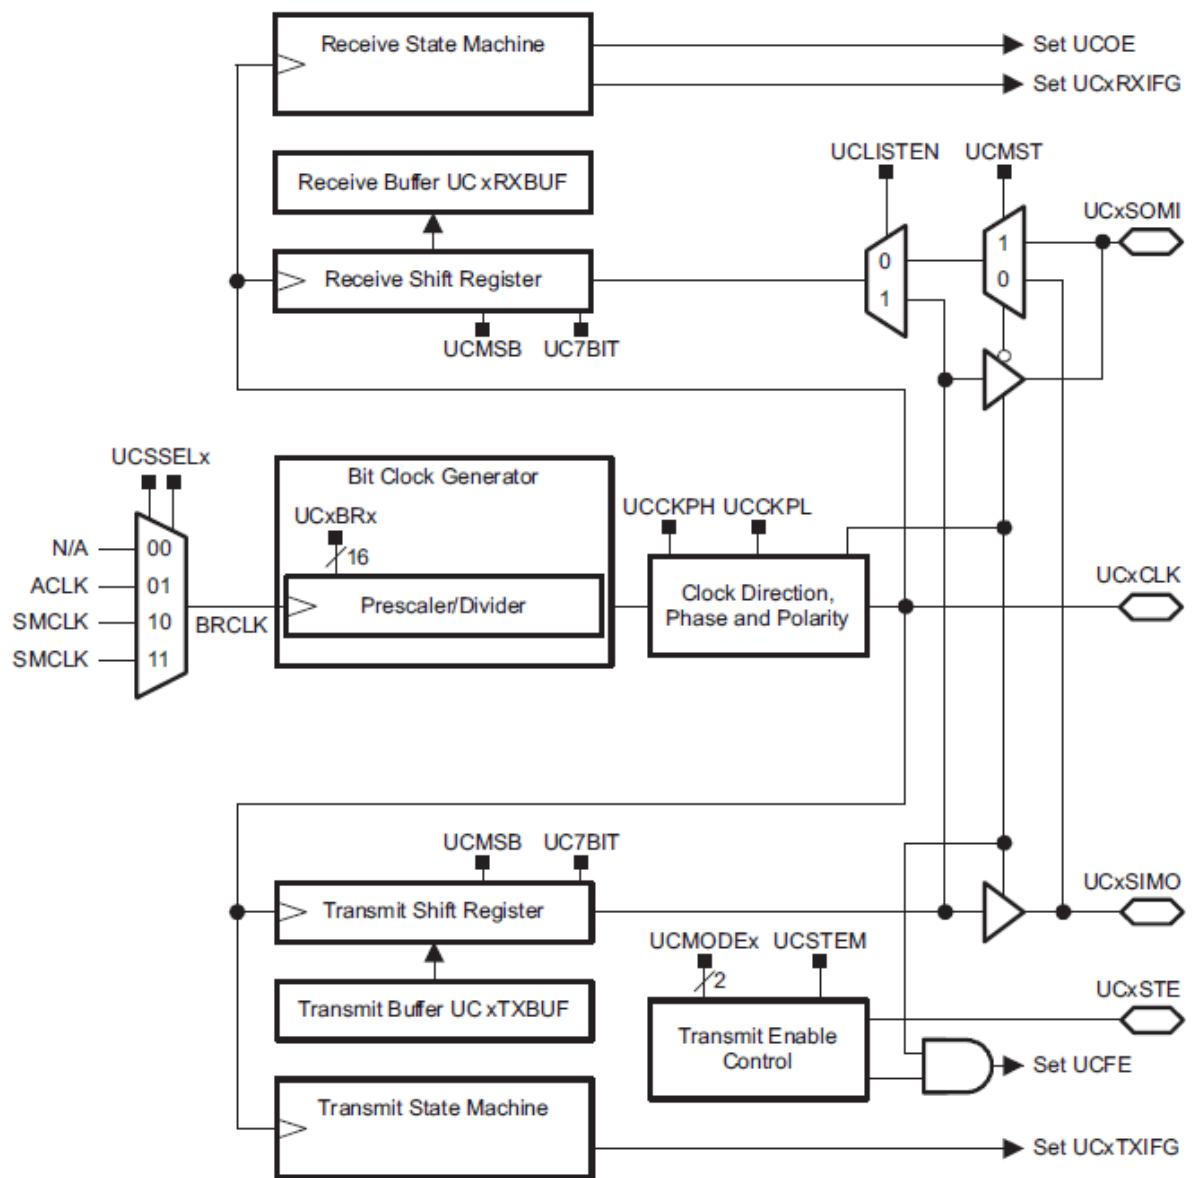 Receive State Machine
Set UCOE
Set UCxRXIFG
UCLISTEN
UCMST
Receive Buffer UCxRXBUF
UCxSOMI
1
0
0
1
Receive Shift Register
UCMSB
UC7BIT
UCSSELx
Bit Clock Generator
UCxBRx
16
UCCKPH
UCCKPL
N/A
00
ACLK
01
SMCLK
10
SMCLK
11
BRCLK
Prescaler/Divider
Clock Direction,
Phase and Polarity
UCxCLK
UCMSB
UC7BIT
Transmit Shift Register
UCxSIMO
UCMODEx
UCSTEM
2
Transmit Buffer UCxTXBUF
UCxSTE
Transmit Enable
Control
Set UCFE
Transmit State Machine
Set UCxTXIFG